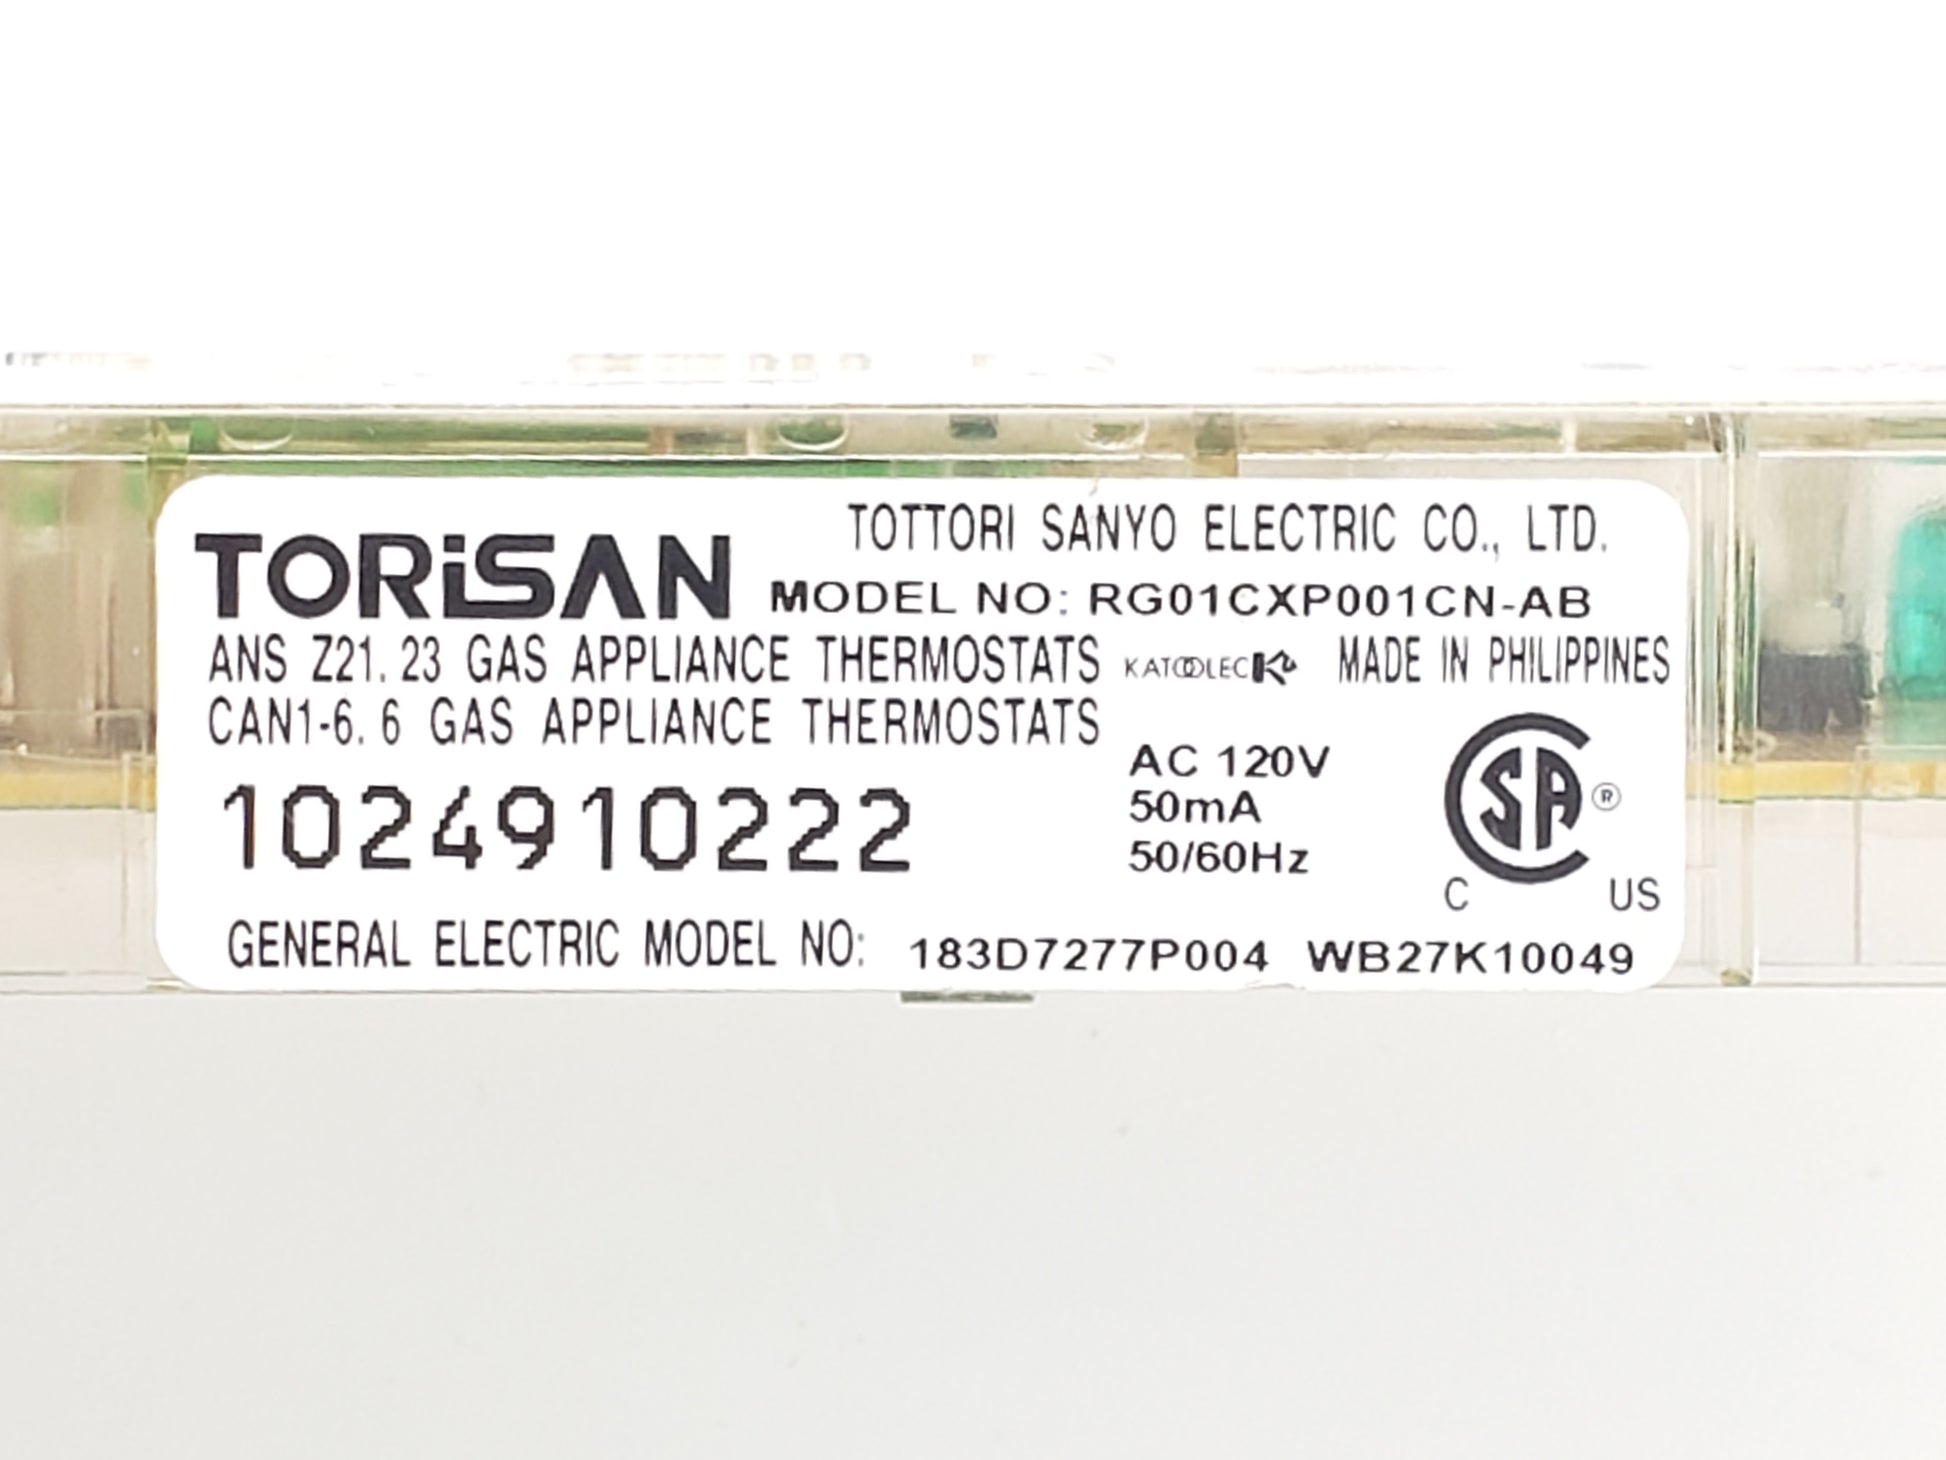 TORiSAN
TOTTORI SANYO ELECTRIC CO., LTD.
MODEL NO: RG01CXP001CN-AB
ANS Z21.23 GAS APPLIANCE THERMOSTATS
KATOOLEC
MADE IN PHILIPPINES
CAN1-6.6 GAS APPLIANCE THERMOSTATS
1024910222
AC 120V
50mA
50/60Hz
SA ®
C US
GENERAL ELECTRIC MODEL NO: 183D7277P004 WB27K10049